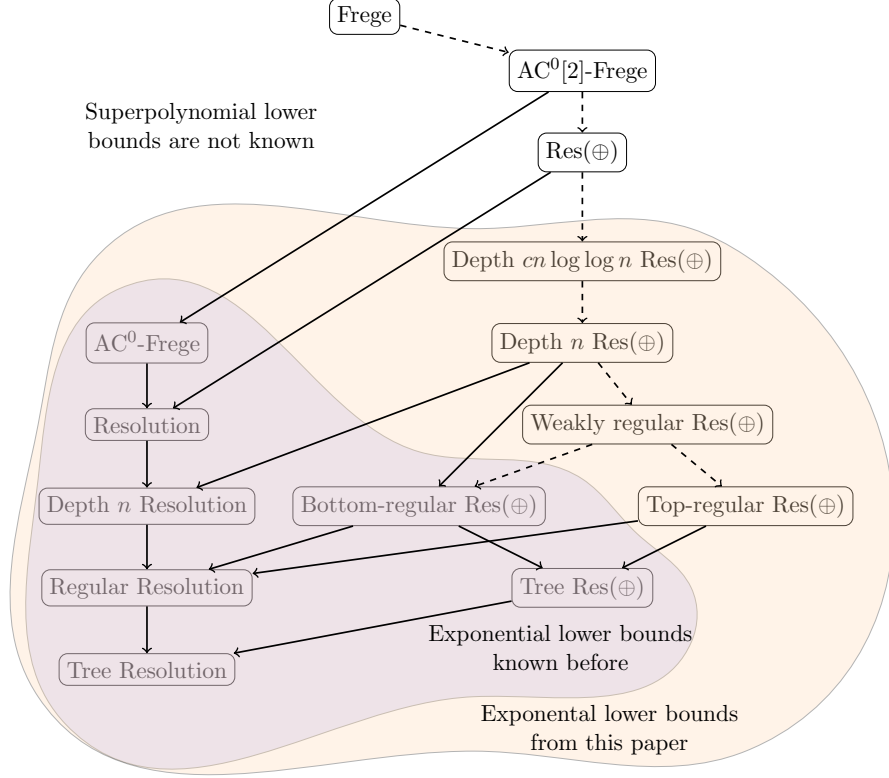 Frege
AC⁰[2]-Frege
Superpolynomial lower
bounds are not known
Res(⊕)
Depth cn log log n Res(⊕)
AC⁰-Frege
Depth n Res(⊕)
Resolution
Weakly regular Res(⊕)
Depth n Resolution
Bottom-regular Res(⊕)
Top-regular Res(⊕)
Regular Resolution
Tree Res(⊕)
Exponential lower bounds
known before
Tree Resolution
Exponental lower bounds
from this paper